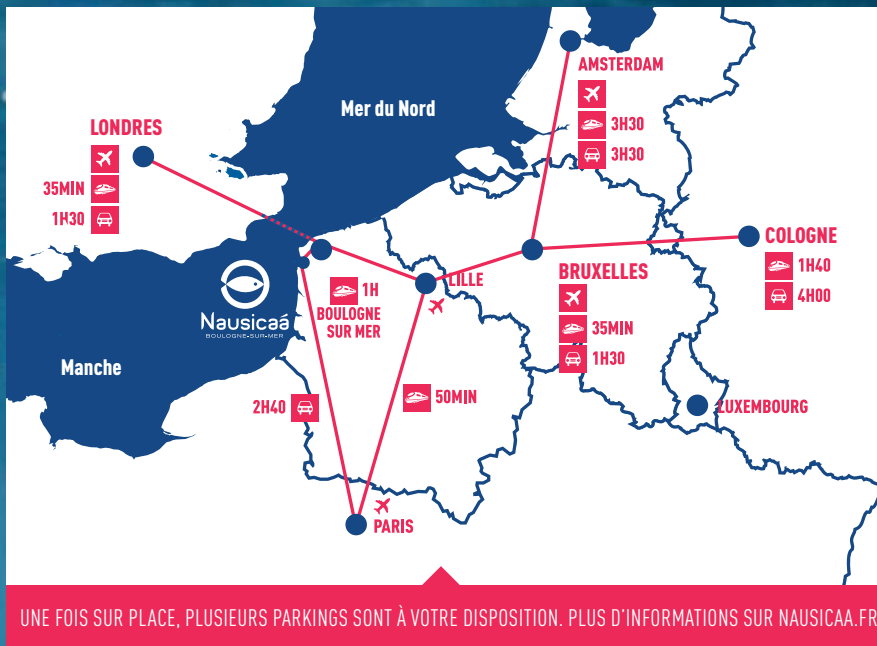 AMSTERDAM
3H30
3H30
Mer du Nord
LONDRES
35MIN
1H30
COLOGNE
1H40
4H00
BRUXELLES
35MIN
1H30
LILLE
1H
BOULOGNE
SUR MER
Nausicaá
BOULOGNE-SUR-MER
Manche
2H40
50MIN
LUXEMBOURG
PARIS
UNE FOIS SUR PLACE, PLUSIEURS PARKINGS SONT À VOTRE DISPOSITION. PLUS D'INFORMATIONS SUR NAUSICAA.FR